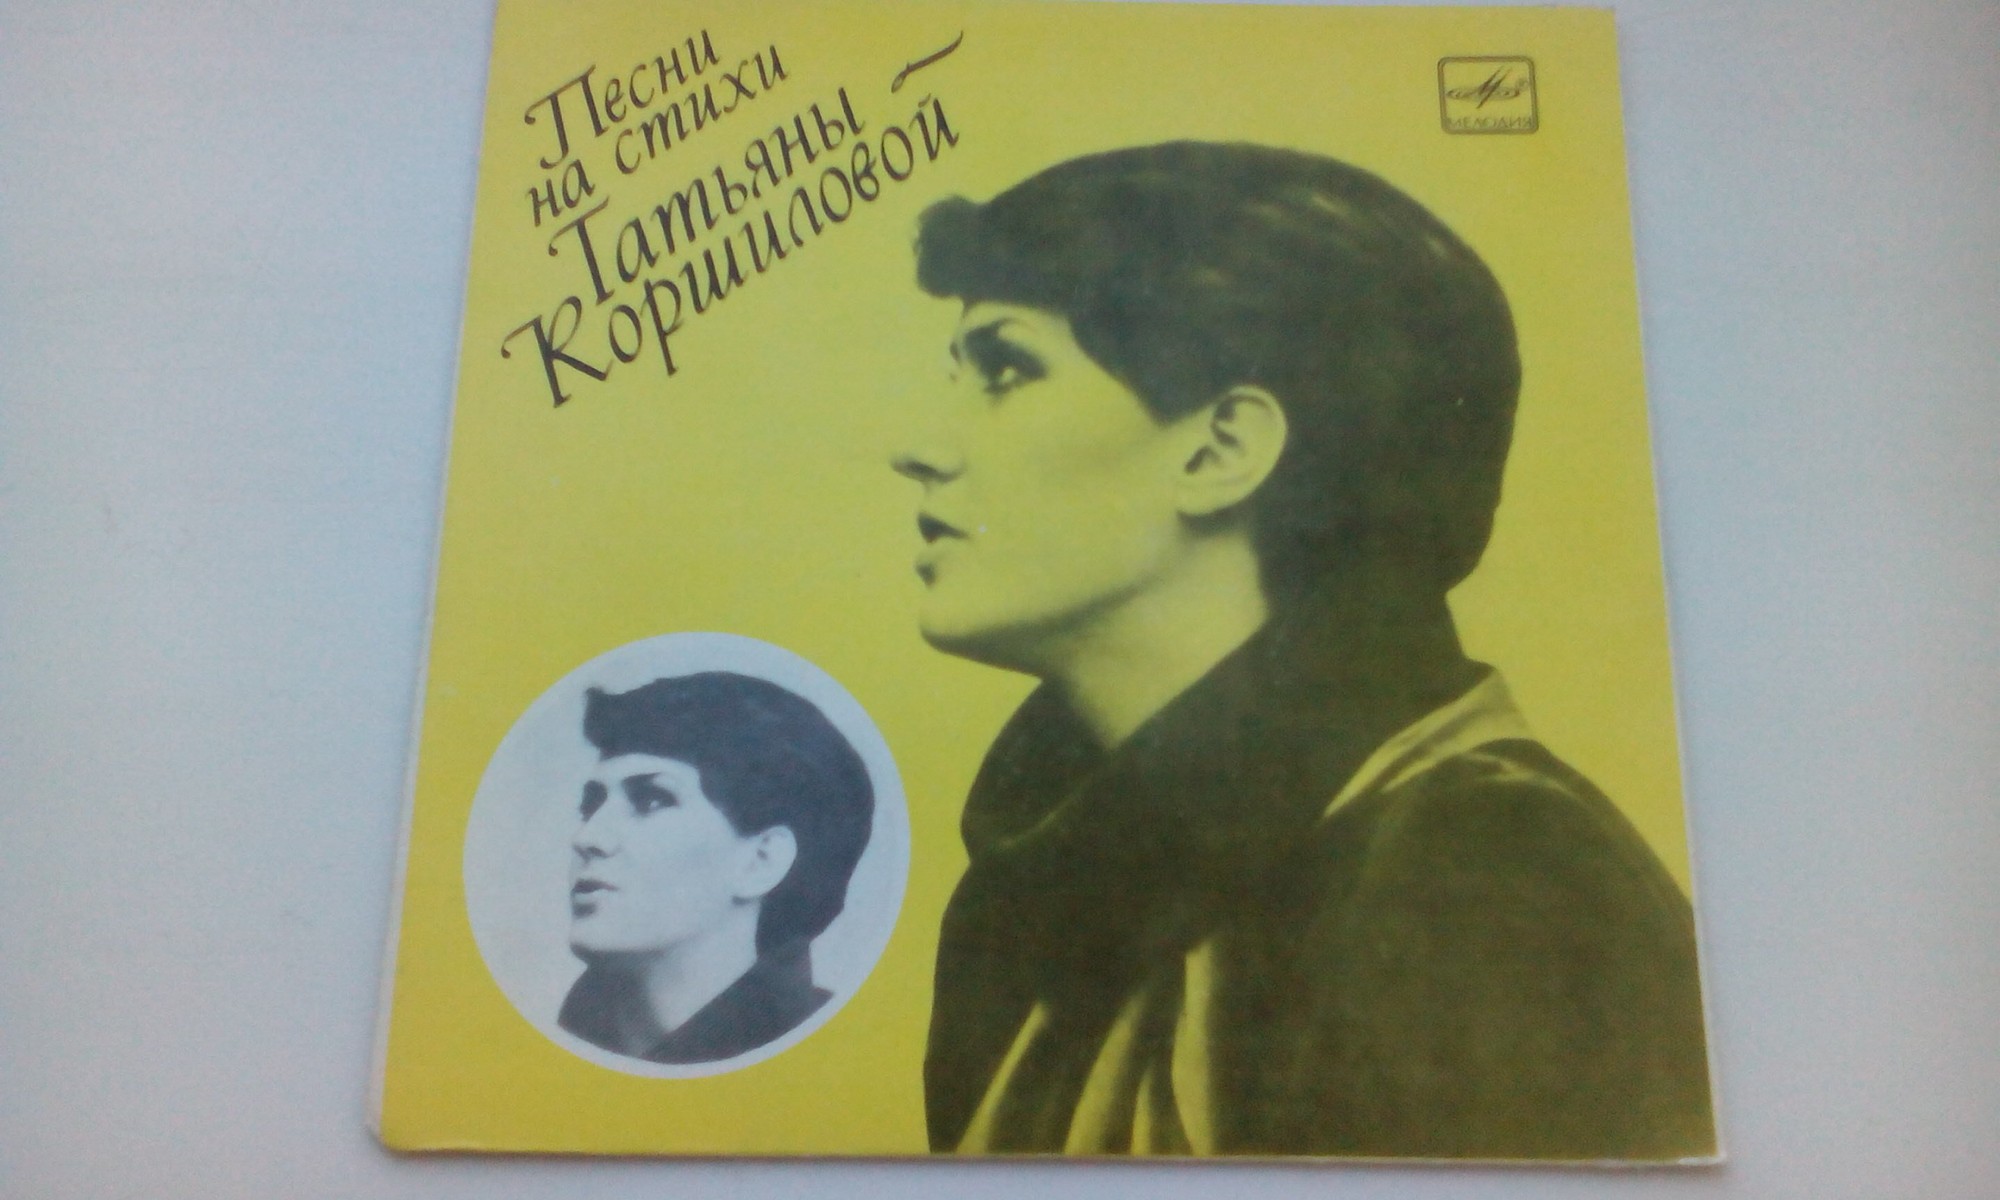 Песни
на стихи
Татьяны
Коршиловой
МЕЛОДИЯ